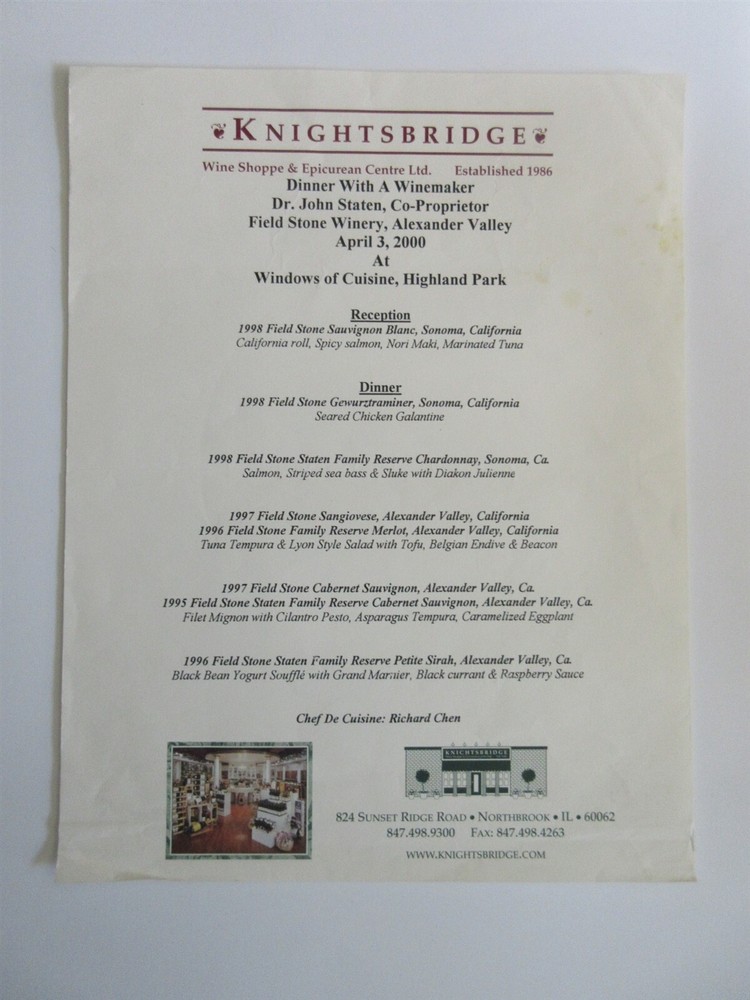 KNIGHTSBRIDGE
Wine Shoppe & Epicurean Centre Ltd. Established 1986
Dinner With A Winemaker
Dr. John Staten, Co-Proprietor
Field Stone Winery, Alexander Valley
April 3, 2000
At
Windows of Cuisine, Highland Park
Reception
1998 Field Stone Sauvignon Blanc, Sonoma, California
California roll, Spicy salmon, Nori Maki, Marinated Tuna
Dinner
1998 Field Stone Gewurztraminer, Sonoma, California
Seared Chicken Galantine
1998 Field Stone Staten Family Reserve Chardonnay, Sonoma, Ca.
Salmon, Striped sea bass & Sluke with Diakon Julienne
1997 Field Stone Sangiovese, Alexander Valley, California
1996 Field Stone Family Reserve Merlot, Alexander Valley, California
Tuna Tempura & Lyon Style Salad with Tofu, Belgian Endive & Beacon
1997 Field Stone Cabernet Sauvignon, Alexander Valley, Ca.
1995 Field Stone Staten Family Reserve Cabernet Sauvignon, Alexander Valley, Ca.
Filet Mignon with Cilantro Pesto, Asparagus Tempura, Caramelized Eggplant
1996 Field Stone Staten Family Reserve Petite Sirah, Alexander Valley, Ca.
Black Bean Yogurt Soufflé with Grand Marnier, Black currant & Raspberry Sauce
Chef De Cuisine: Richard Chen
KNIGHTSBRIDGE
824 SUNSET RIDGE ROAD • NORTHBROOK • IL • 60062
847.498.9300 FAX: 847.498.4263
WWW.KNIGHTSBRIDGE.COM